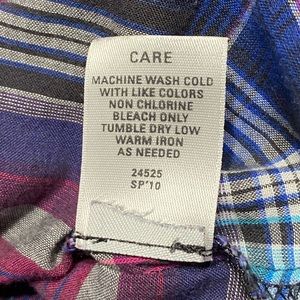 CARE
MACHINE WASH COLD
WITH LIKE COLORS
NON CHLORINE
BLEACH ONLY
TUMBLE DRY LOW
WARM IRON
AS NEEDED
24525
SP'10